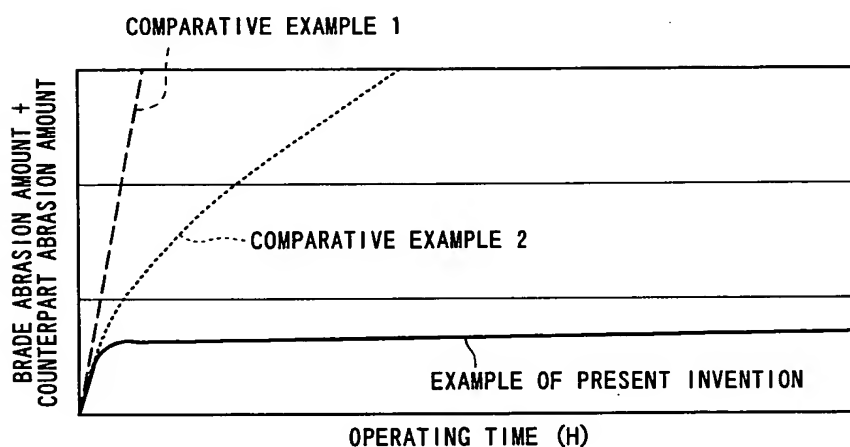 COMPARATIVE EXAMPLE 1
BRADE ABRASION AMOUNT +
COUNTERPART ABRASION AMOUNT
COMPARATIVE EXAMPLE 2
EXAMPLE OF PRESENT INVENTION
OPERATING TIME (H)